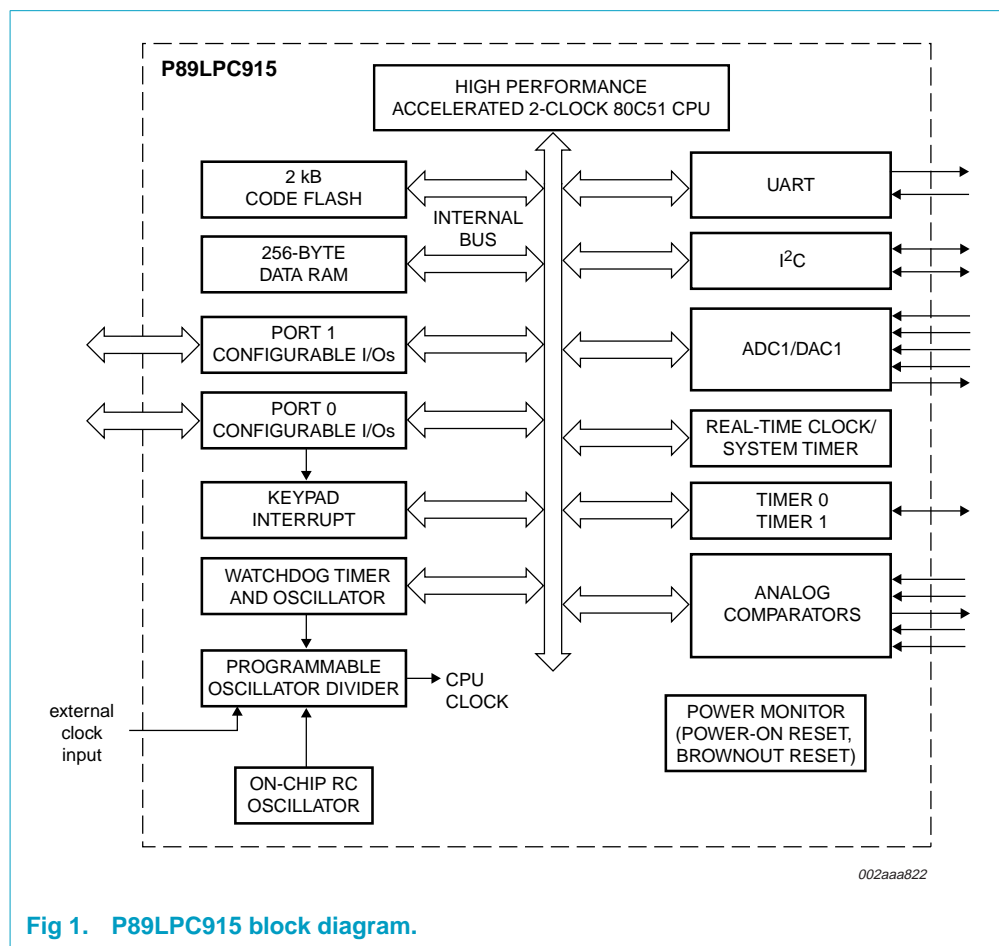 P89LPC915
HIGH PERFORMANCE
ACCELERATED 2-CLOCK 80C51 CPU
2 kB
CODE FLASH
INTERNAL
BUS
256-BYTE
DATA RAM
PORT 1
CONFIGURABLE I/Os
PORT 0
CONFIGURABLE I/Os
KEYPAD
INTERRUPT
WATCHDOG TIMER
AND OSCILLATOR
PROGRAMMABLE
OSCILLATOR DIVIDER
CPU
CLOCK
external
clock
input
ON-CHIP RC
OSCILLATOR
UART
I²C
ADC1/DAC1
REAL-TIME CLOCK/
SYSTEM TIMER
TIMER 0
TIMER 1
ANALOG
COMPARATORS
POWER MONITOR
(POWER-ON RESET,
BROWNOUT RESET)
002aaa822
Fig 1. P89LPC915 block diagram.